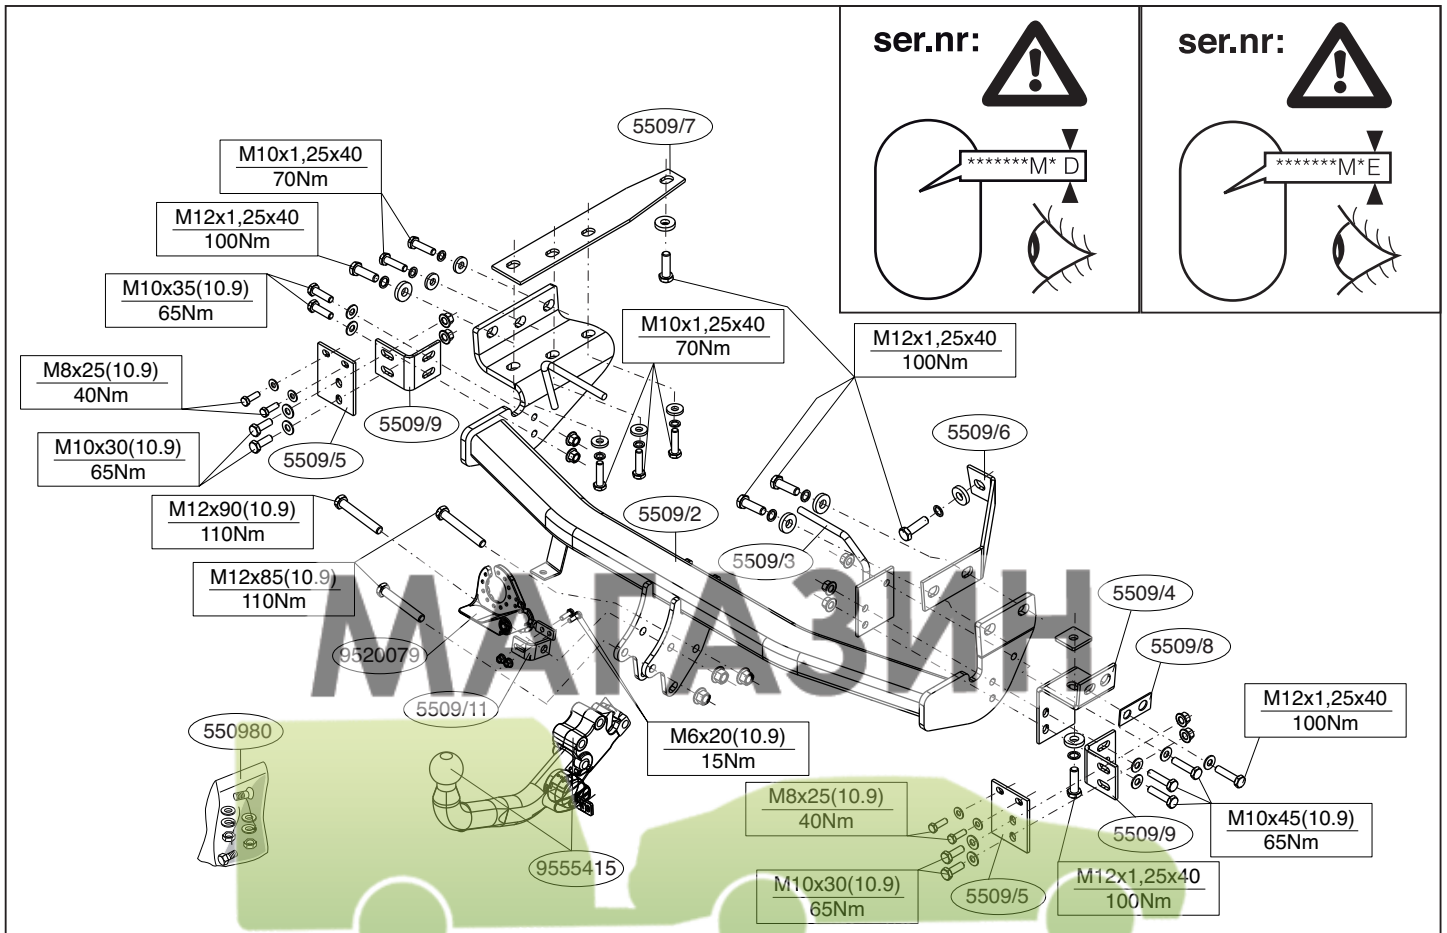 ser.nr:
*******M* D
ser.nr:
*******M*E
5509/7
M10x1,25x40
70Nm
M12x1,25x40
100Nm
M10x35(10.9)
65Nm
M8x25(10.9)
40Nm
M10x30(10.9)
65Nm
5509/9
5509/5
M10x1,25x40
70Nm
M12x1,25x40
100Nm
5509/6
M12x90(10.9)
110Nm
5509/2
5509/3
M12x85(10.9)
110Nm
МАГАЗИН
5509/4
5509/8
9520079
5509/11
550980
M6x20(10.9)
15Nm
M12x1,25x40
100Nm
M8x25(10.9)
40Nm
M10x45(10.9)
65Nm
5509/9
9555415
M10x30(10.9)
65Nm
5509/5
M12x1,25x40
100Nm